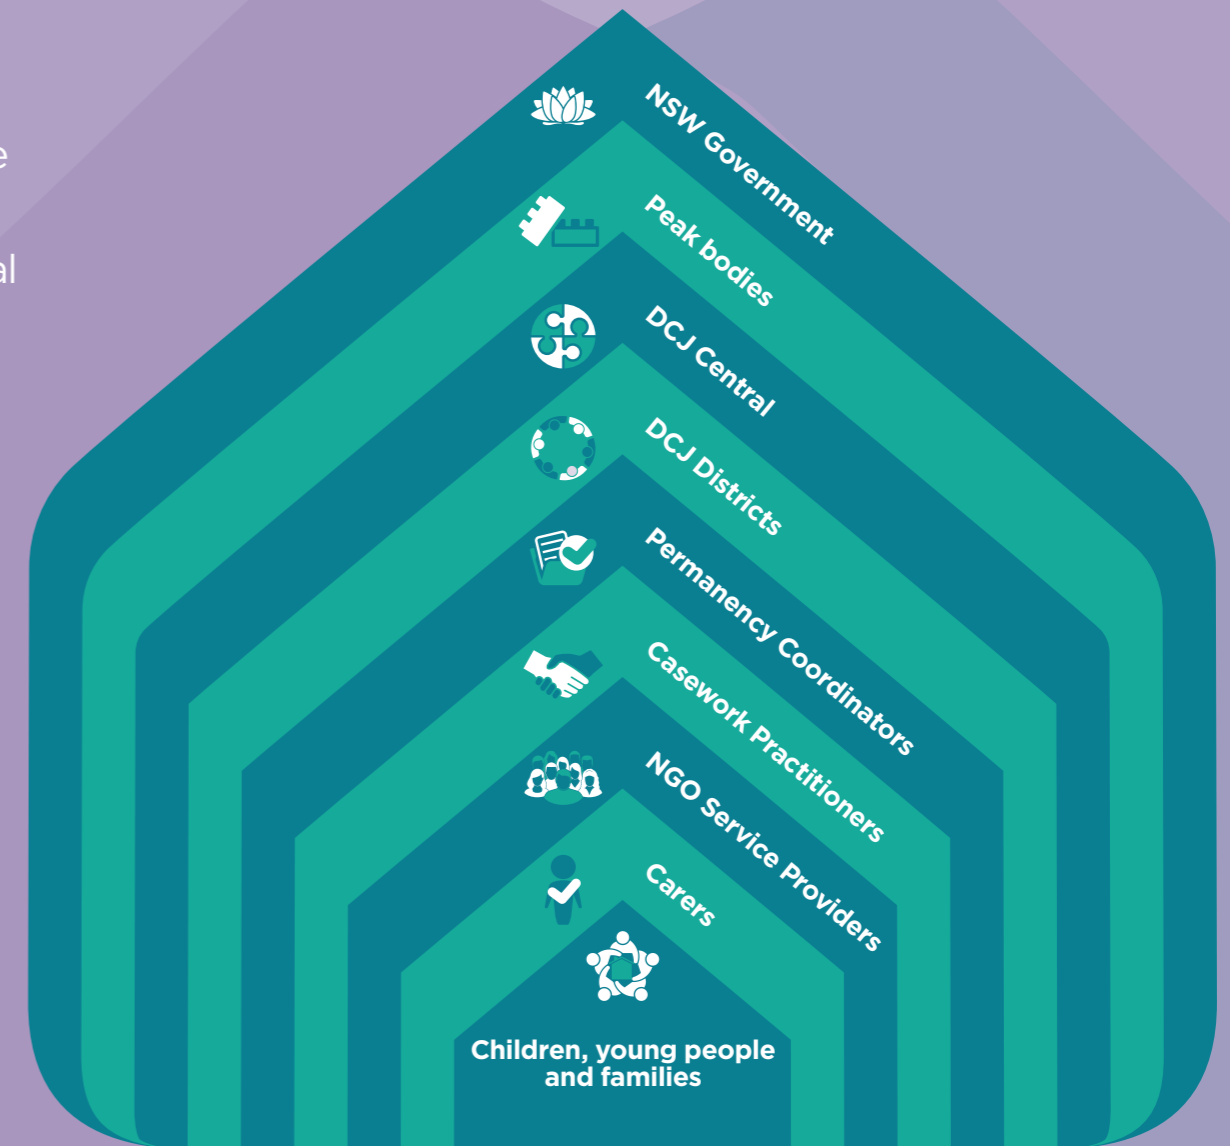 al
NSW Government
Peak bodies
DCJ Central
DCJ Districts
Permanency Coordinators
Casework Practitioners
NGO Service Providers
Carers
Children, young people
and families